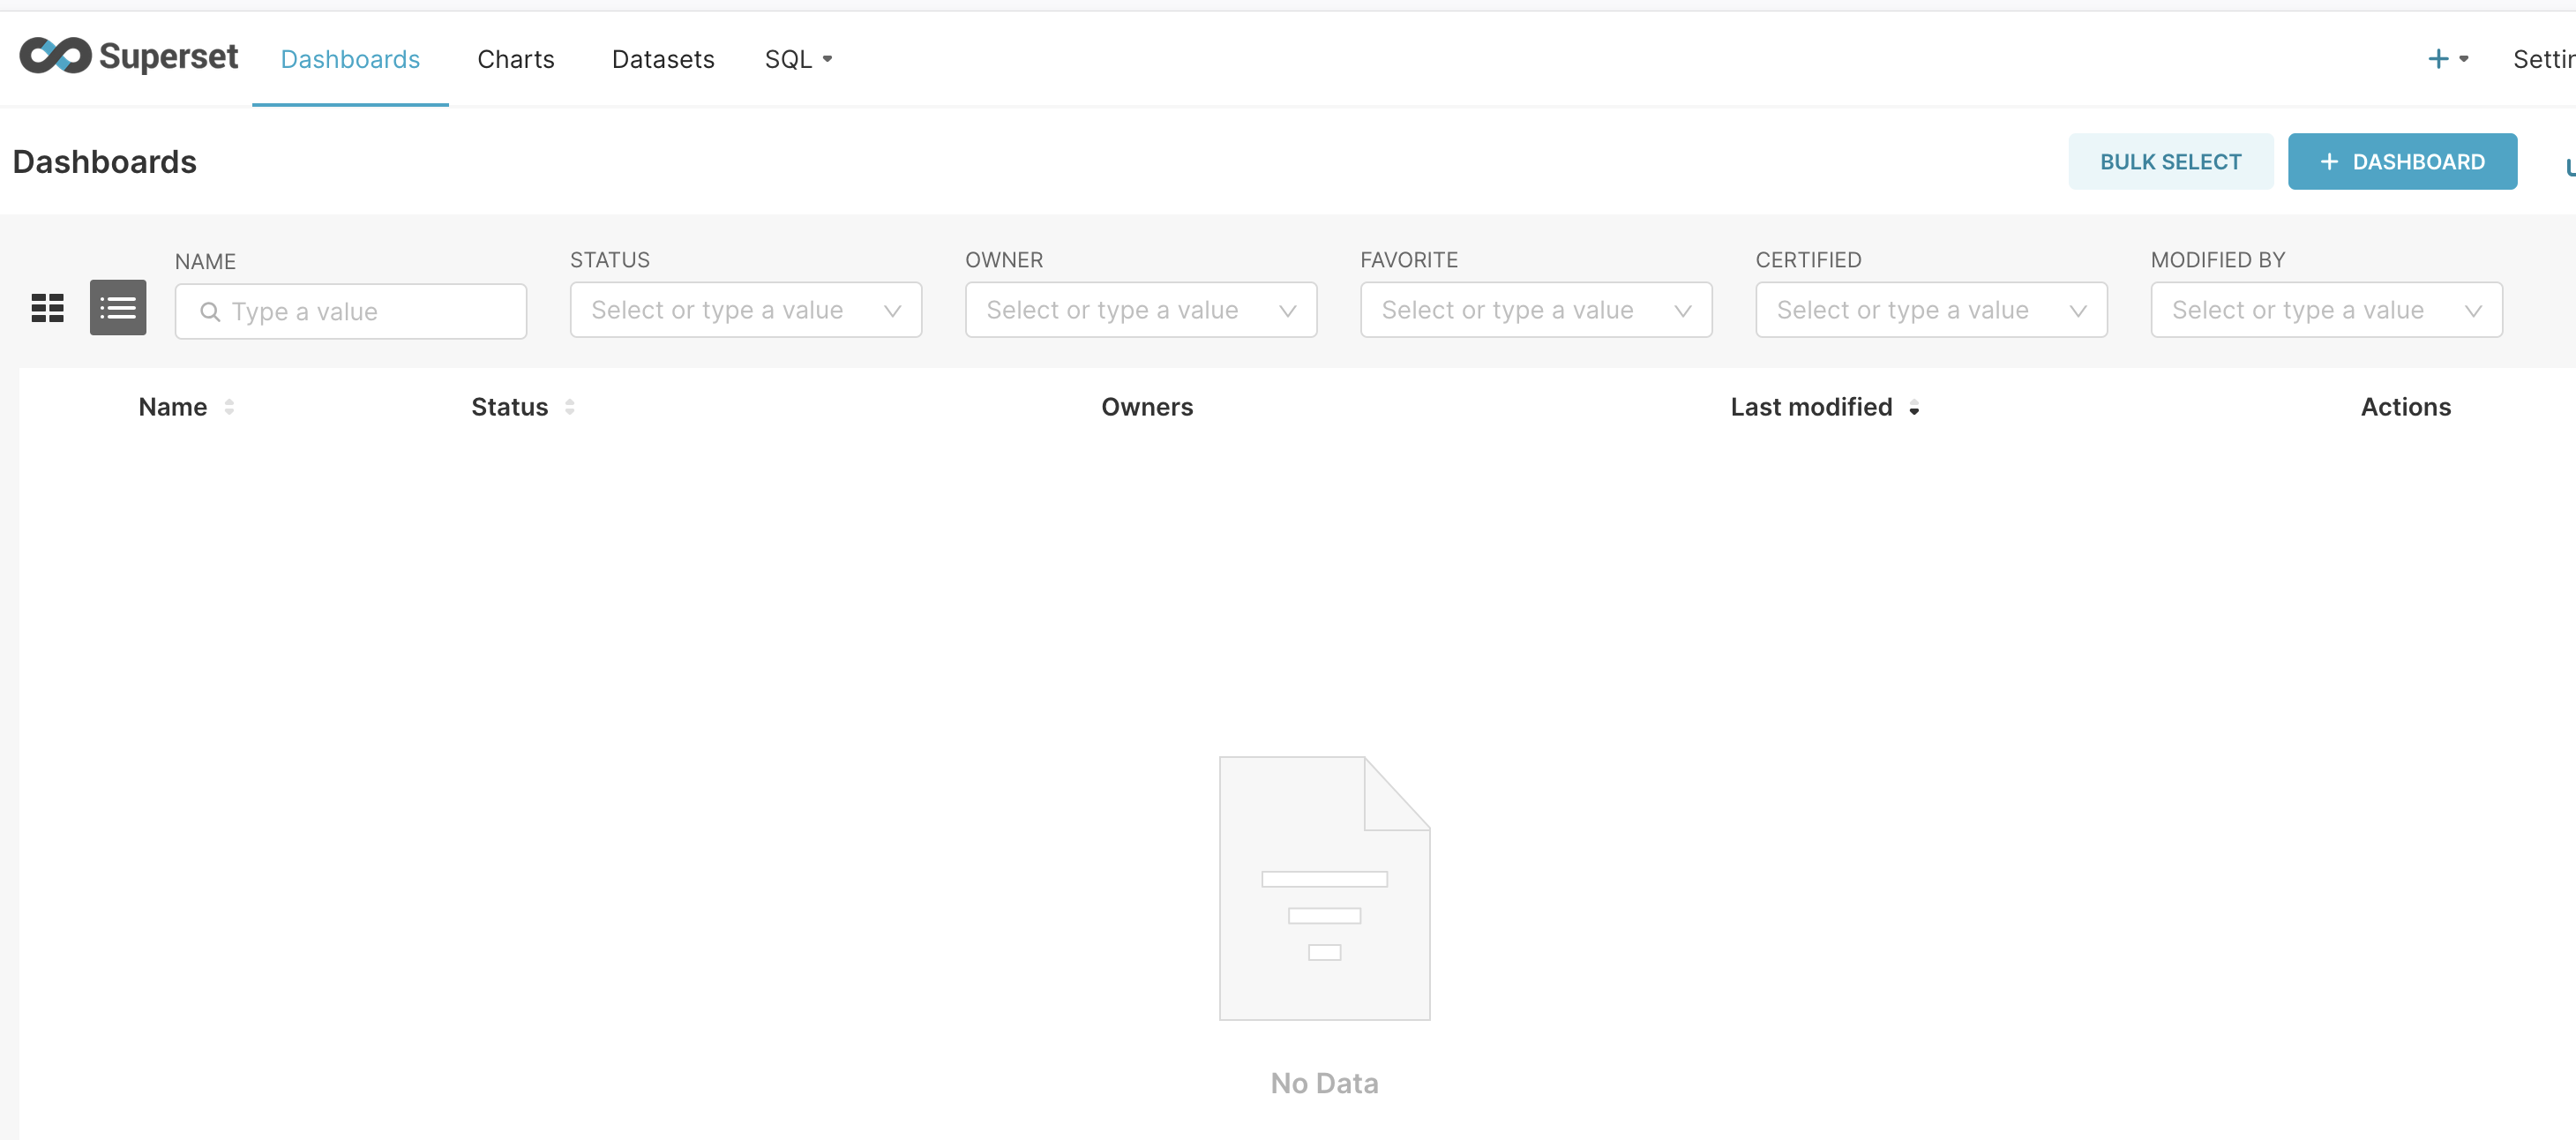 Superset Dashboards Charts Datasets SQL
Dashboards BULK SELECT + DASHBOARD
NAME STATUS OWNER FAVORITE CERTIFIED MODIFIED BY
Type a value Select or type a value Select or type a value Select or type a value Select or type a value Select or type a value
Name Status Owners Last modified Actions
No Data